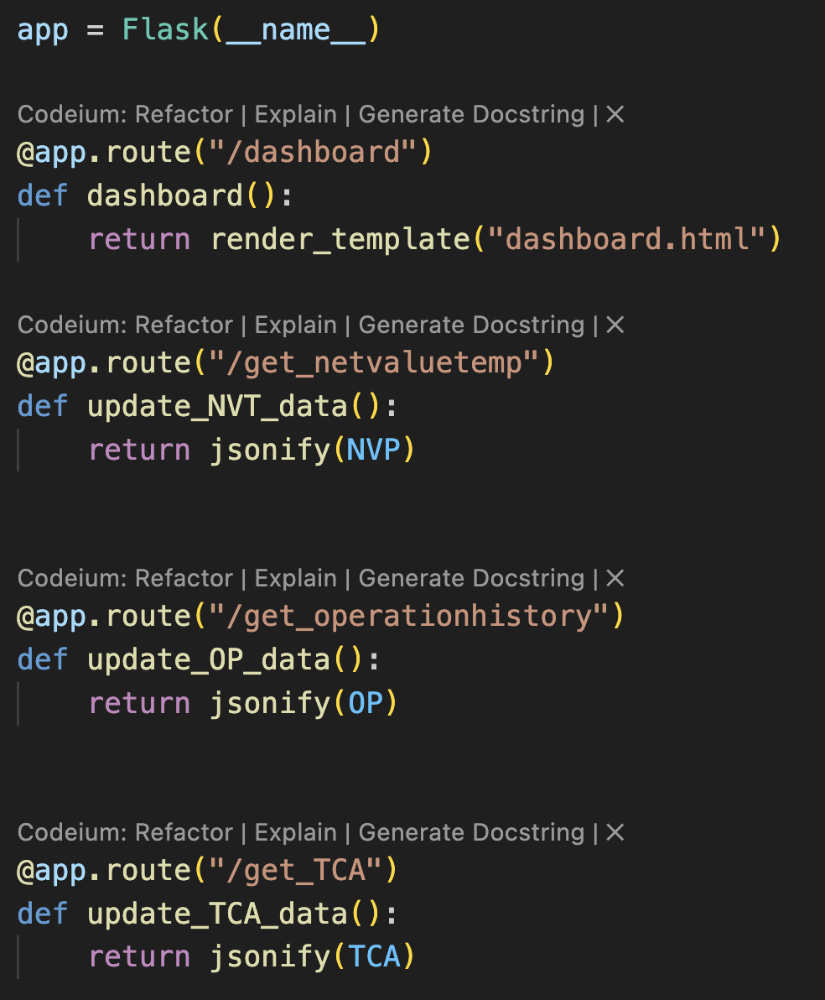 app = Flask(__name__)
Codeium: Refactor | Explain | Generate Docstring | ×
@app.route("/dashboard")
def dashboard():
    return render_template("dashboard.html")
Codeium: Refactor | Explain | Generate Docstring | ×
@app.route("/get_netvaluetemp")
def update_NVT_data():
    return jsonify(NVP)
Codeium: Refactor | Explain | Generate Docstring | ×
@app.route("/get_operationhistory")
def update_OP_data():
    return jsonify(OP)
Codeium: Refactor | Explain | Generate Docstring | ×
@app.route("/get_TCA")
def update_TCA_data():
    return jsonify(TCA)